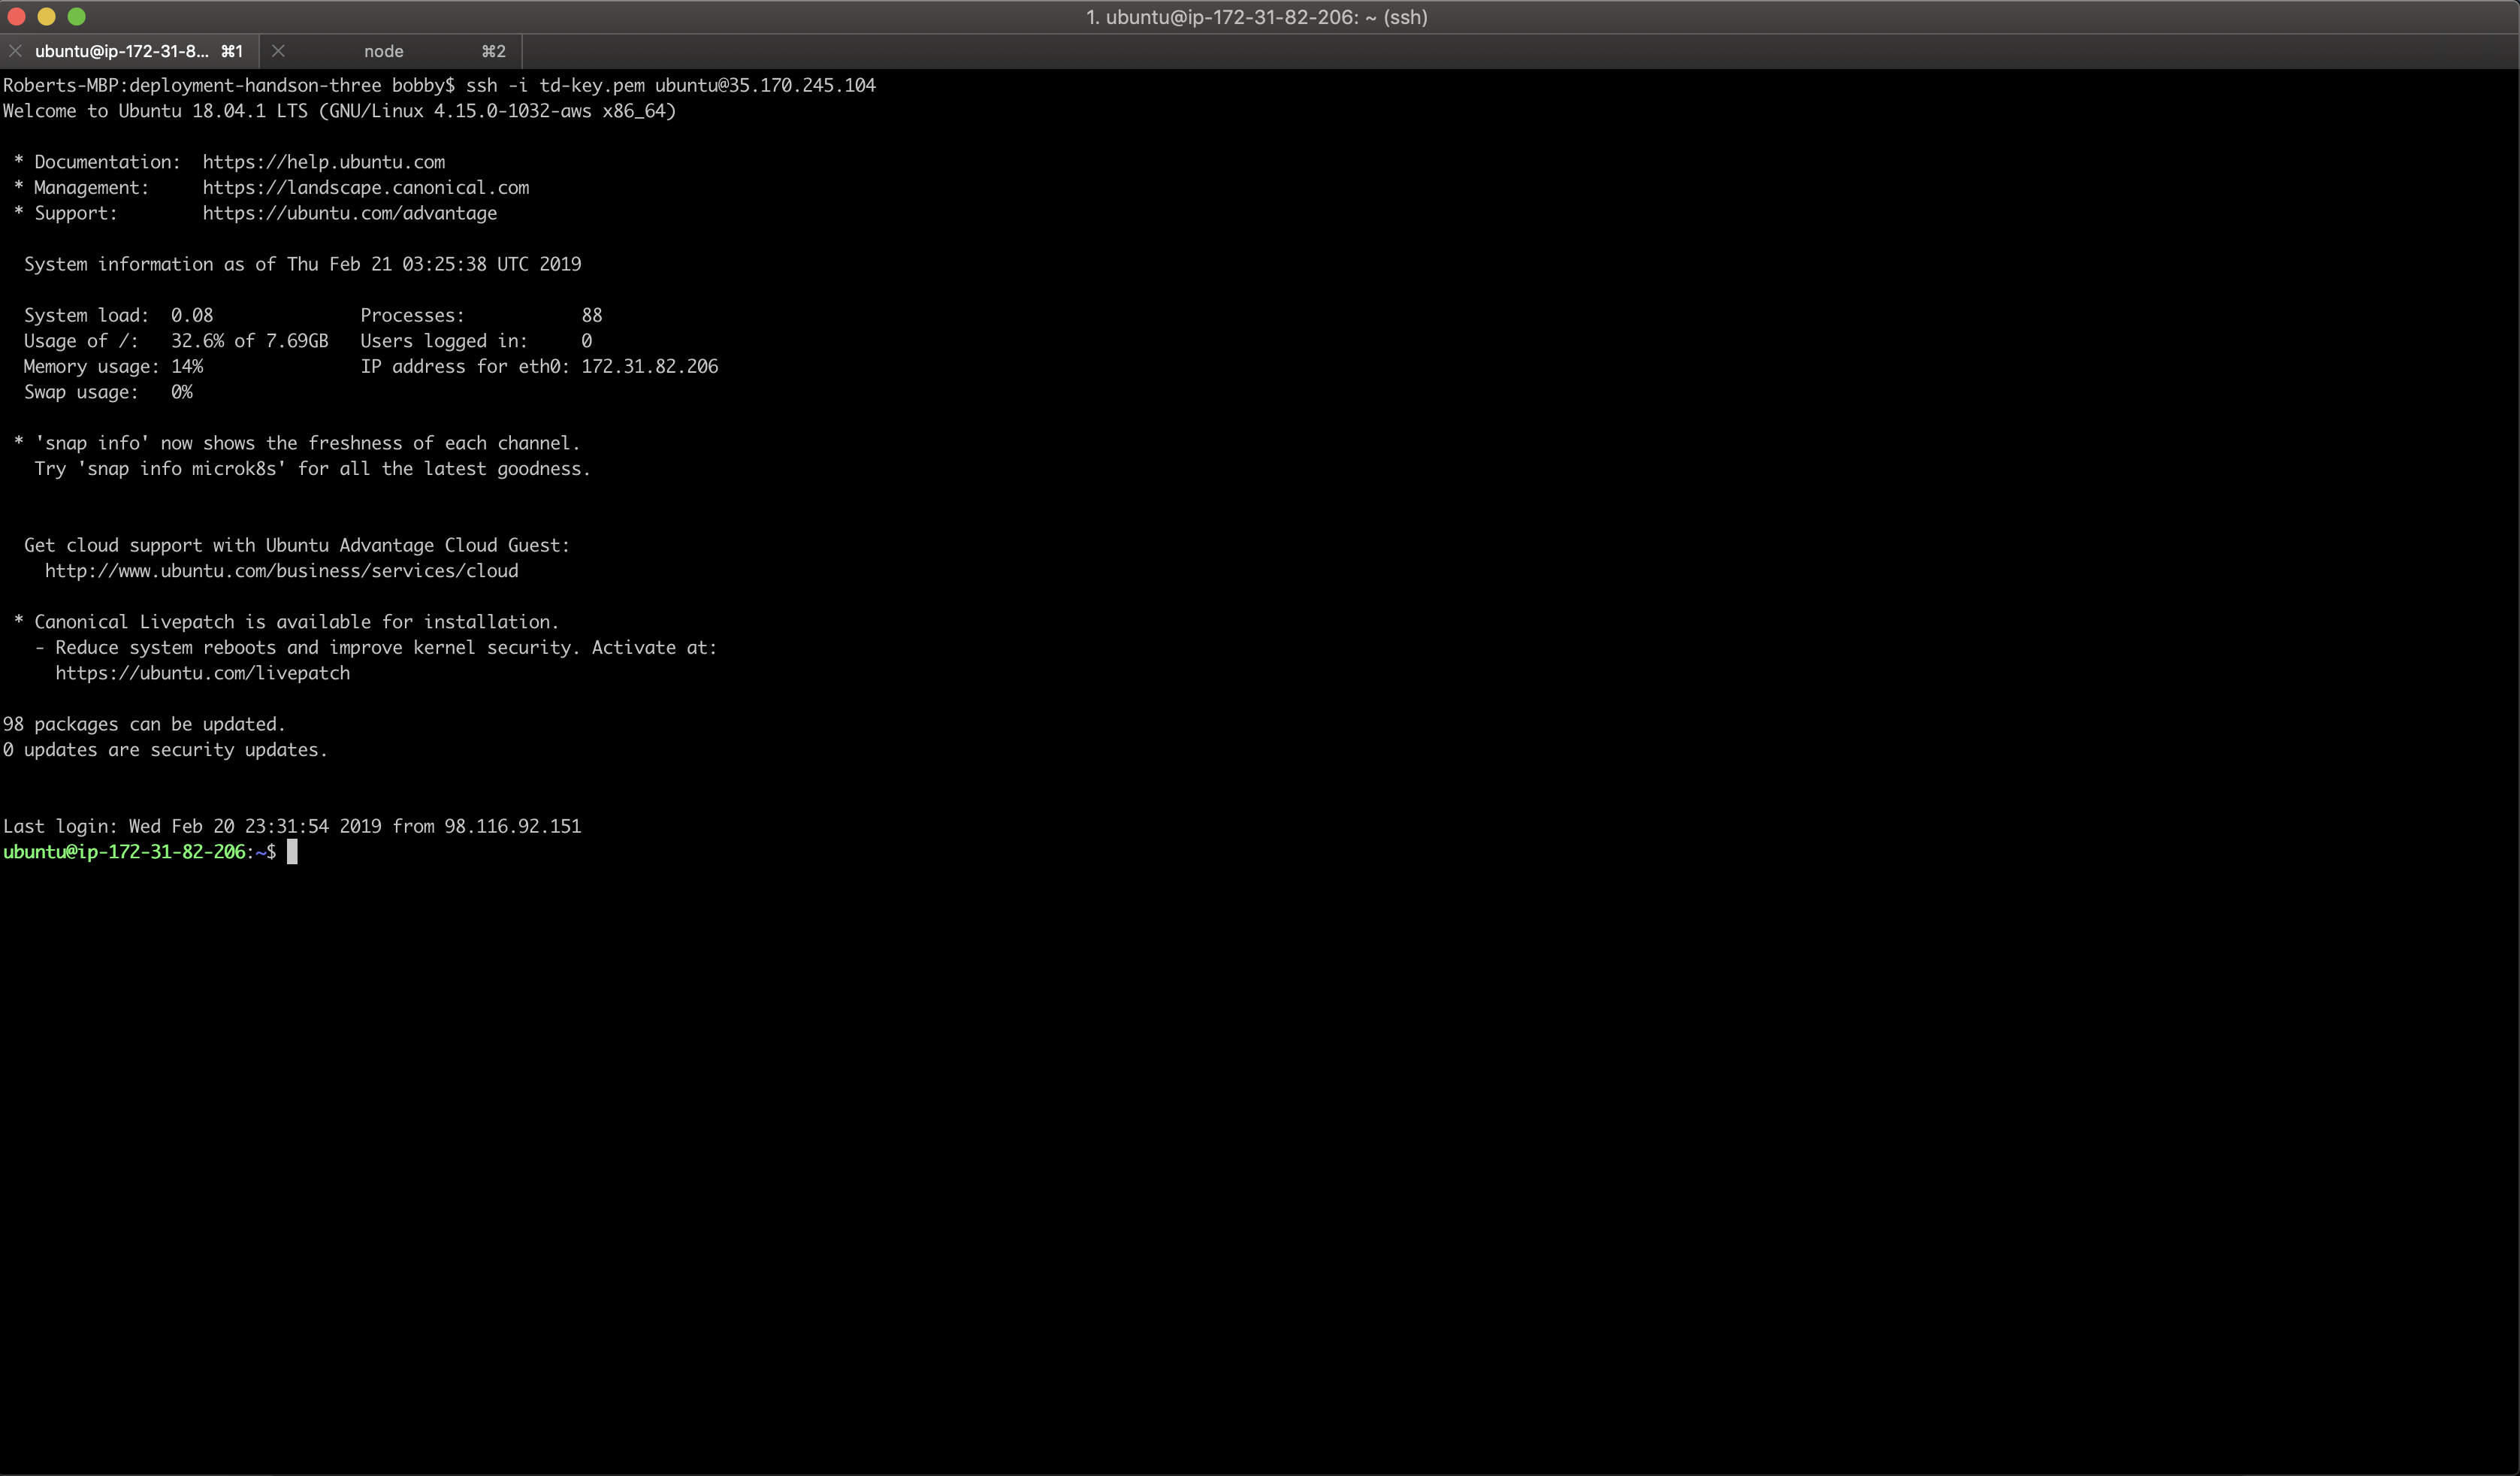 1. ubuntu@ip-172-31-82-206: ~ (ssh)
ubuntu@ip-172-31-8... ⌘1 node ⌘2
Roberts-MBP:deployment-handson-three bobby$ ssh -i td-key.pem ubuntu@35.170.245.104
Welcome to Ubuntu 18.04.1 LTS (GNU/Linux 4.15.0-1032-aws x86_64)

 * Documentation:  https://help.ubuntu.com
 * Management:     https://landscape.canonical.com
 * Support:        https://ubuntu.com/advantage

  System information as of Thu Feb 21 03:25:38 UTC 2019

  System load:  0.08              Processes:           88
  Usage of /:   32.6% of 7.69GB   Users logged in:     0
  Memory usage: 14%               IP address for eth0: 172.31.82.206
  Swap usage:   0%

 * 'snap info' now shows the freshness of each channel.
   Try 'snap info microk8s' for all the latest goodness.

  Get cloud support with Ubuntu Advantage Cloud Guest:
    http://www.ubuntu.com/business/services/cloud

 * Canonical Livepatch is available for installation.
   - Reduce system reboots and improve kernel security. Activate at:
     https://ubuntu.com/livepatch

98 packages can be updated.
0 updates are security updates.

Last login: Wed Feb 20 23:31:54 2019 from 98.116.92.151
ubuntu@ip-172-31-82-206:~$